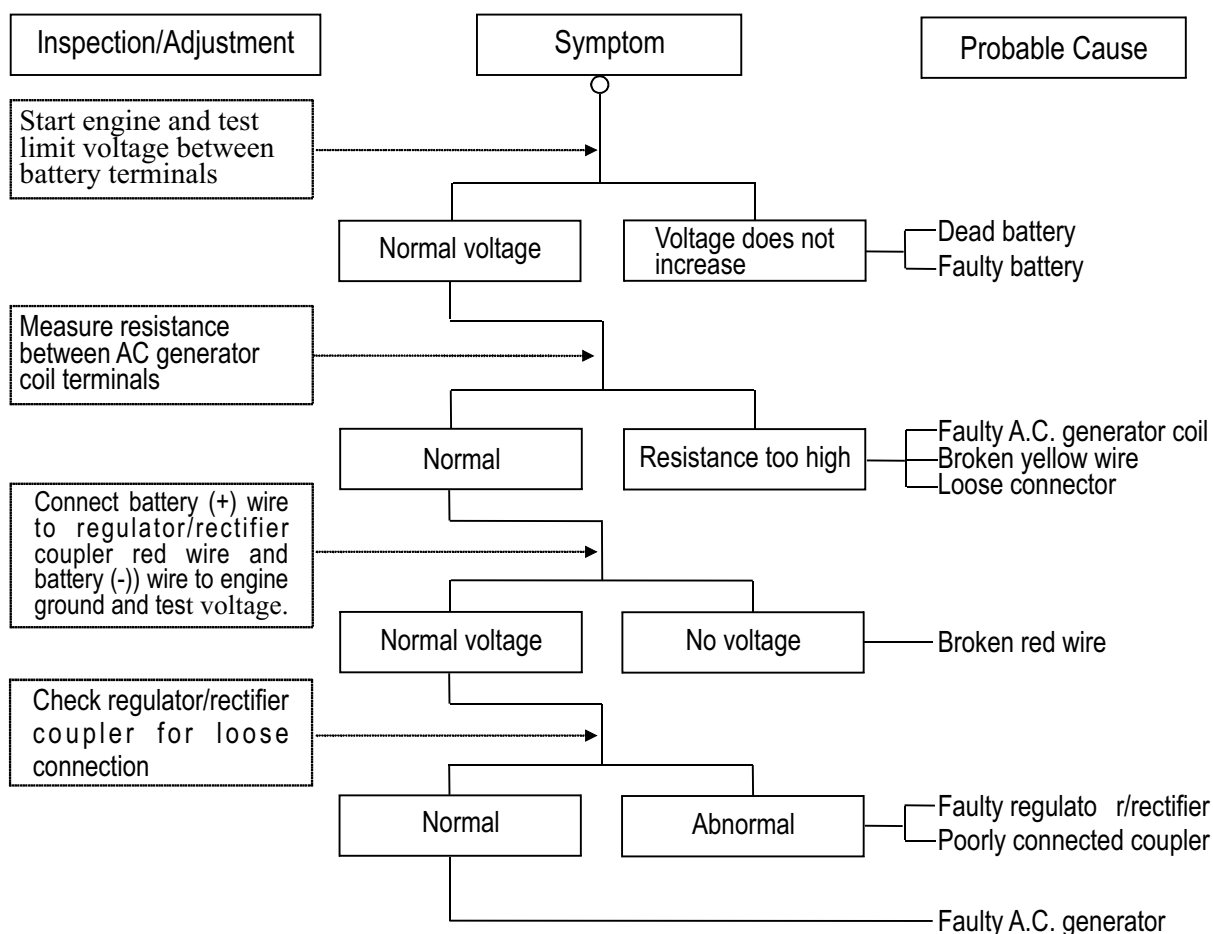 Inspection/Adjustment
Symptom
Probable Cause
Start engine and test
limit voltage between
battery terminals
Normal voltage
Voltage does not
increase
Dead battery
Faulty battery
Measure resistance
between AC generator
coil terminals
Normal
Resistance too high
Faulty A.C. generator coil
Broken yellow wire
Loose connector
Connect battery (+) wire
to regulator/rectifier
coupler red wire and
battery (-)) wire to engine
ground and test voltage.
Normal voltage
No voltage
Broken red wire
Check regulator/rectifier
coupler for loose
connection
Normal
Abnormal
Faulty regulato r/rectifier
Poorly connected coupler
Faulty A.C. generator